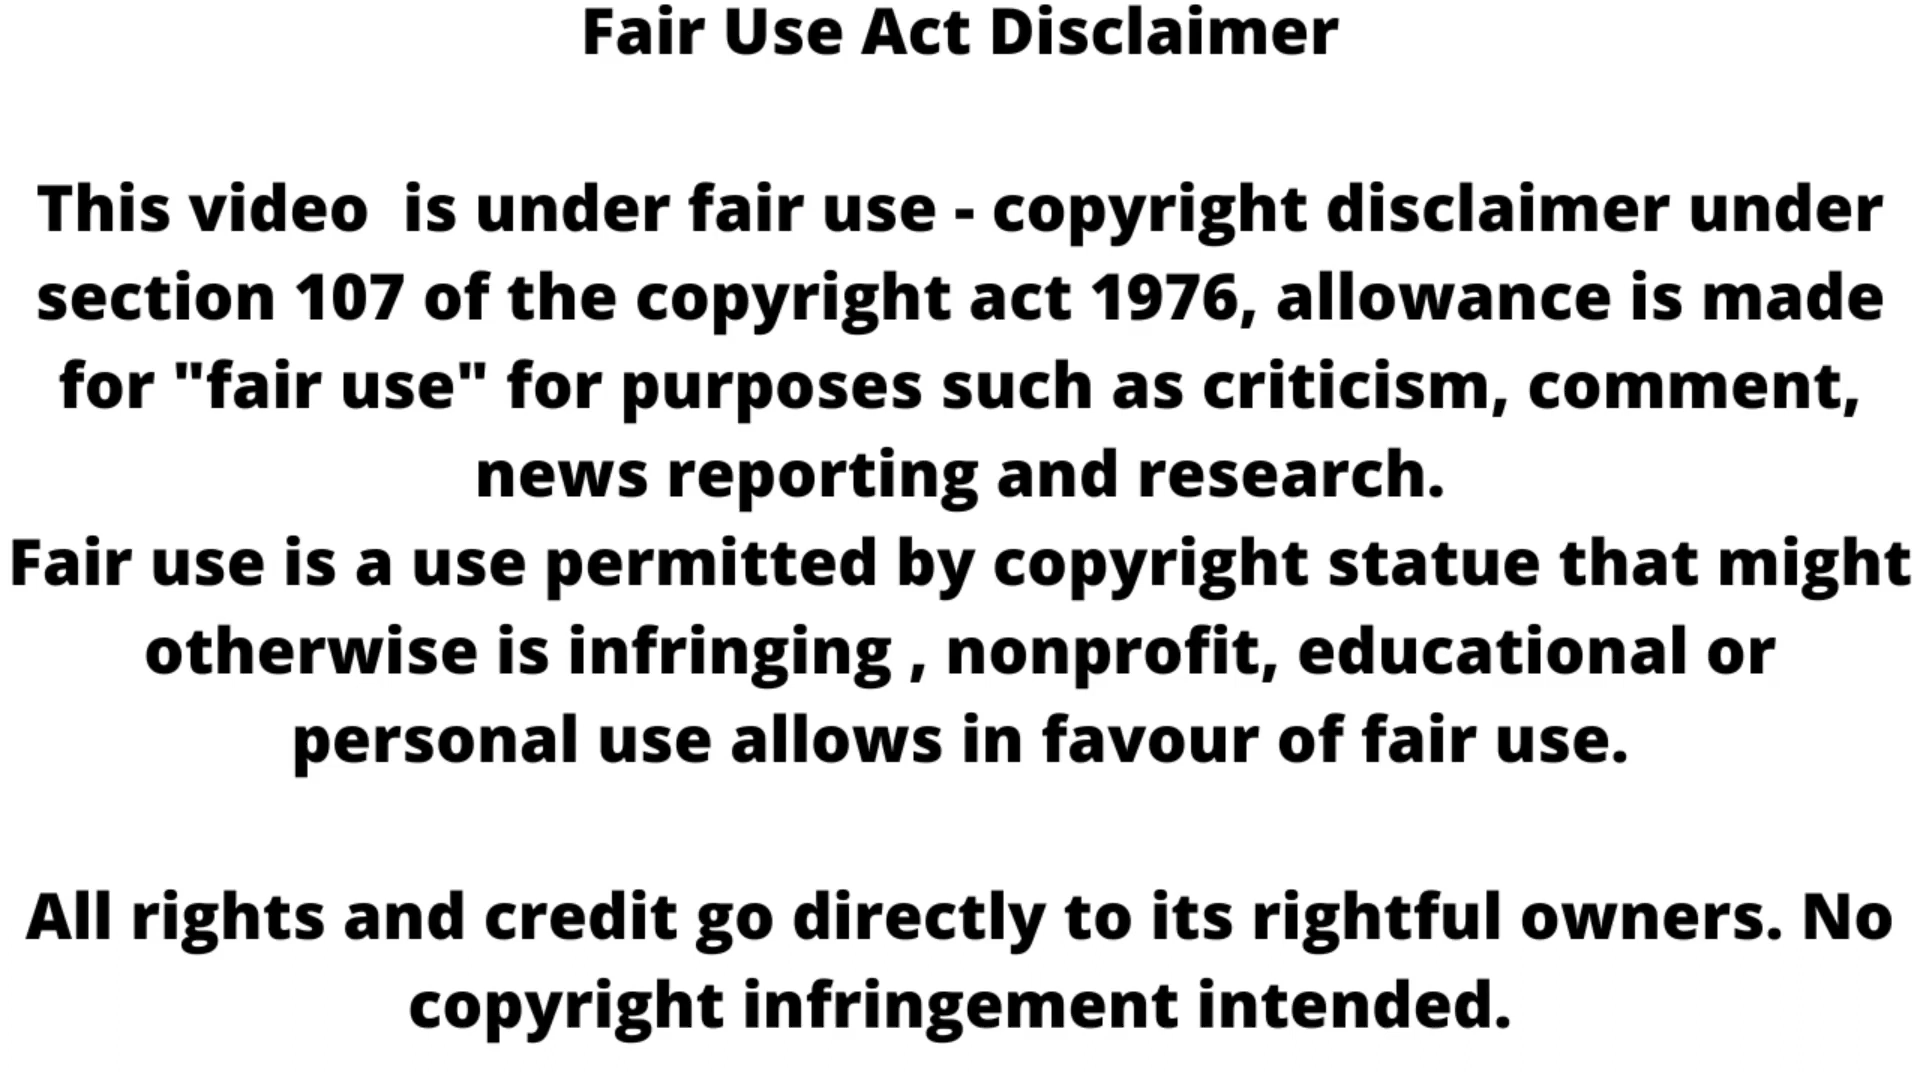 Fair Use Act Disclaimer
This video  is under fair use - copyright disclaimer under
section 107 of the copyright act 1976, allowance is made
for "fair use" for purposes such as criticism, comment,
news reporting and research.
Fair use is a use permitted by copyright statue that might
otherwise is infringing , nonprofit, educational or
personal use allows in favour of fair use.
All rights and credit go directly to its rightful owners. No
copyright infringement intended.